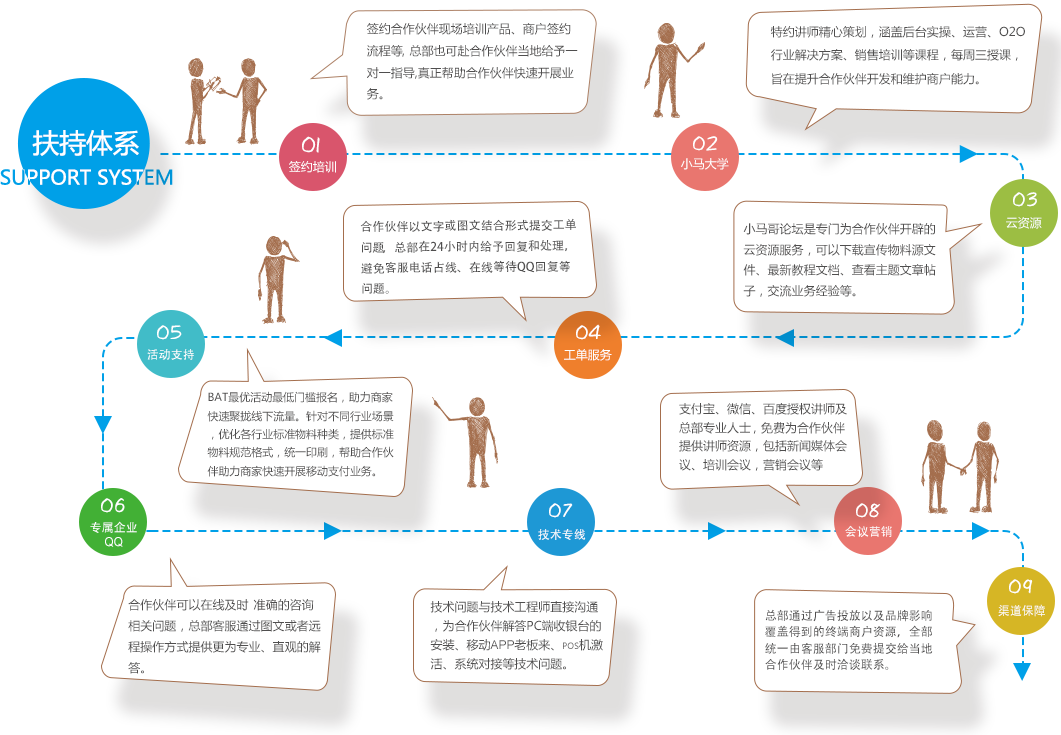 扶持体系
SUPPORT SYSTEM
签约合作伙伴现场培训产品、商户签约
流程等, 总部也可赴合作伙伴当地给予一
对一指导,真正帮助合作伙伴快速开展业
务。
01
签约培训
特约讲师精心策划，涵盖后台实操、运营、O2O
行业解决方案、销售培训等课程，每周三授课，
旨在提升合作伙伴开发和维护商户能力。
02
小马大学
03
云资源
小马哥论坛是专门为合作伙伴开辟的
云资源服务，可以下载宣传物料源文
件、最新教程文档、查看主题文章帖
子，交流业务经验等。
合作伙伴以文字或图文结合形式提交工单
问题, 总部在24小时内给予回复和处理,
避免客服电话占线、在线等待QQ回复等
问题。
04
工单服务
05
活动支持
BAT最优活动最低门槛报名，助力商家
快速聚拢线下流量。针对不同行业场景
，优化各行业标准物料种类，提供标准
物料规范格式，统一印刷，帮助合作伙
伴助力商家快速开展移动支付业务。
06
专属企业
QQ
合作伙伴可以在线及时 准确的咨询
相关问题，总部客服通过图文或者远
程操作方式提供更为专业、直观的解
答。
07
技术专线
技术问题与技术工程师直接沟通
，为合作伙伴解答PC端收银台的
安装、移动APP老板来、POS机激
活、系统对接等技术问题。
支付宝、微信、百度授权讲师及
总部专业人士，免费为合作伙伴
提供讲师资源，包括新闻媒体会
议、培训会议，营销会议等
08
会议营销
09
渠道保障
总部通过广告投放以及品牌影响
覆盖得到的终端商户资源，全部
统一由客服部门免费提交给当地
合作伙伴及时洽谈联系。